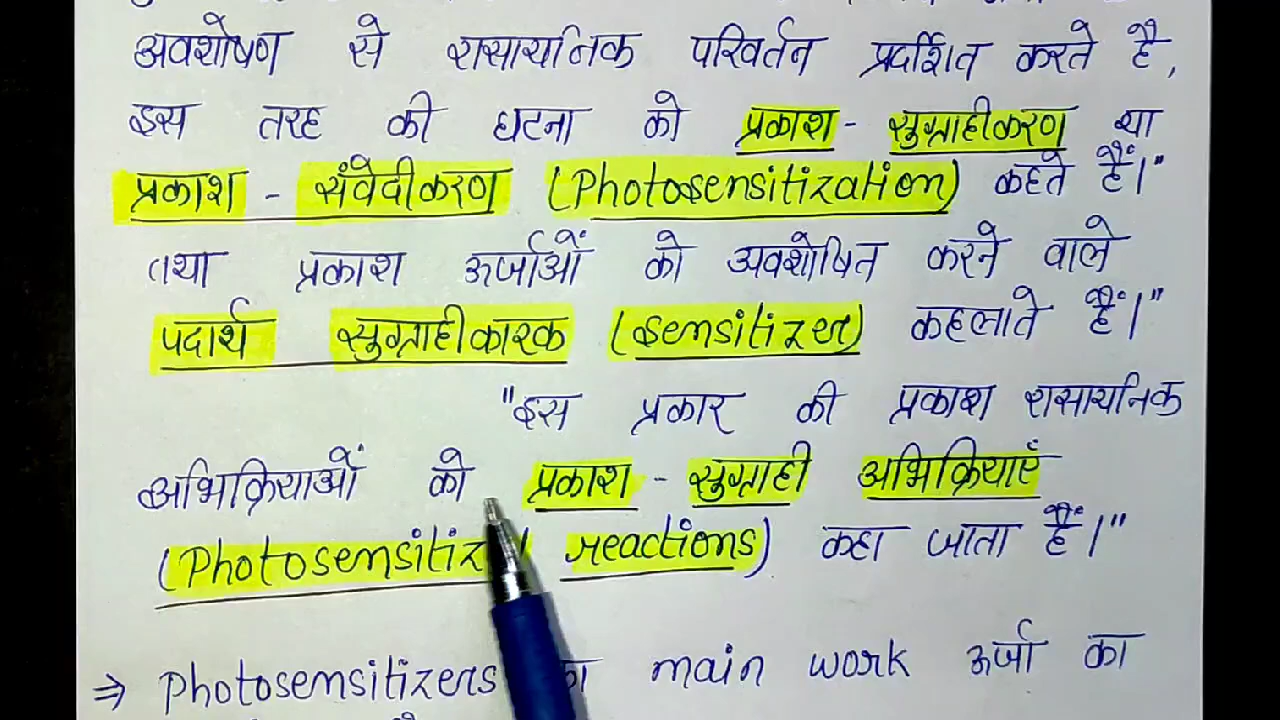 अवशोषण से रासायनिक परिवर्तन प्रदर्शित करते है,
इस तरह की घटना को प्रकाश - सुग्राहीकरण या
प्रकाश - संवेदीकरण (Photosensitization) कहते हैं।"
तथा प्रकाश ऊर्जाओं को अवशोषित करने वाले
पदार्थ सुग्राहीकारक (Sensitizer) कहलाते हैं।"
"इस प्रकार की प्रकाश रासायनिक
अभिक्रियाओं को प्रकाश - सुग्राही अभिक्रियाएँ
(Photosensitiz reactions) कहा जाता हैं।"
⇒ Photosensitizers का main work ऊर्जा का